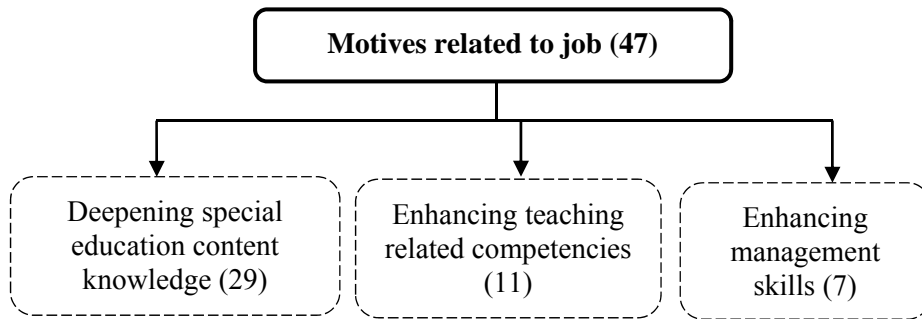 Motives related to job (47)
Deepening special
education content
knowledge (29)
Enhancing teaching
related competencies
(11)
Enhancing
management
skills (7)